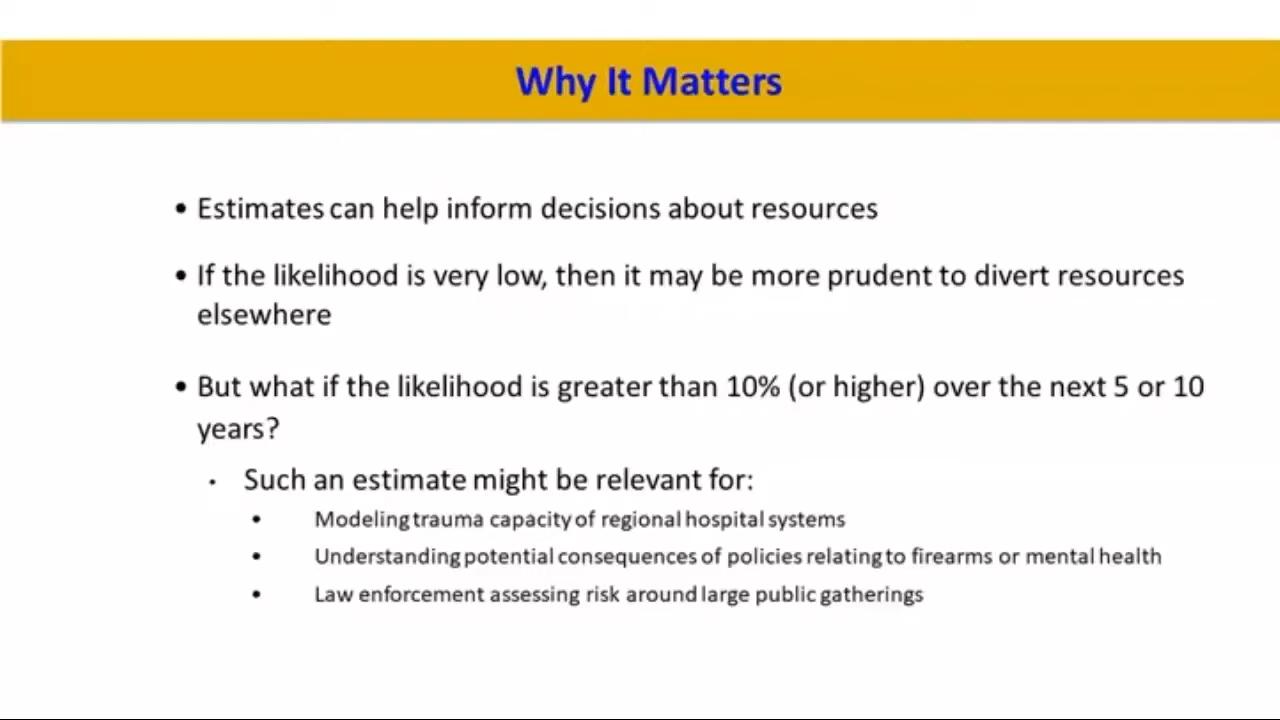 Why It Matters
• Estimates can help inform decisions about resources
• If the likelihood is very low, then it may be more prudent to divert resources
elsewhere
• But what if the likelihood is greater than 10% (or higher) over the next 5 or 10
years?
• Such an estimate might be relevant for:
• Modeling trauma capacity of regional hospital systems
• Understanding potential consequences of policies relating to firearms or mental health
• Law enforcement assessing risk around large public gatherings